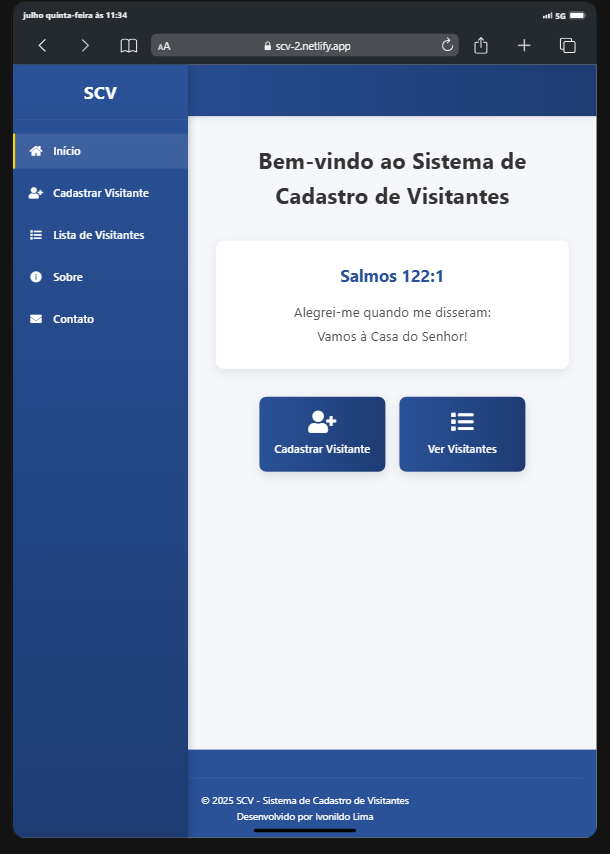 julho quinta-feira às 11:34
5G
AA
scv-2.netlify.app
SCV
Início
Cadastrar Visitante
Lista de Visitantes
Sobre
Contato
Bem-vindo ao Sistema de
Cadastro de Visitantes
Salmos 122:1
Alegrei-me quando me disseram:
Vamos à Casa do Senhor!
Cadastrar Visitante
Ver Visitantes
© 2025 SCV - Sistema de Cadastro de Visitantes
Desenvolvido por Ivonildo Lima